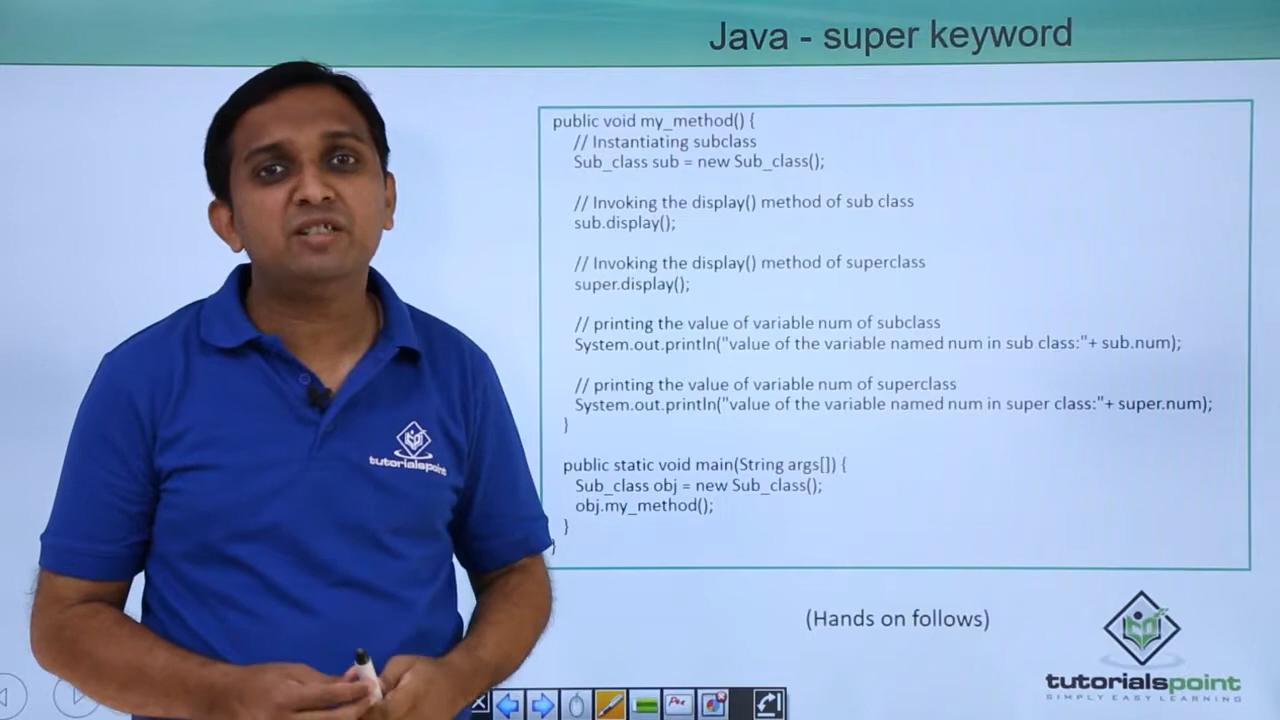 Java - super keyword
public void my_method() {
// Instantiating subclass
Sub_class sub = new Sub_class();
// Invoking the display() method of sub class
sub.display();
// Invoking the display() method of superclass
super.display();
// printing the value of variable num of subclass
System.out.println("value of the variable named num in sub class:"+ sub.num);
// printing the value of variable num of superclass
System.out.println("value of the variable named num in super class:"+ super.num);
}
public static void main(String args[]) {
Sub_class obj = new Sub_class();
obj.my_method();
}
}
(Hands on follows)
tutorialspoint
SIMPLY EASY LEARNING
tutorialspoint
Pen